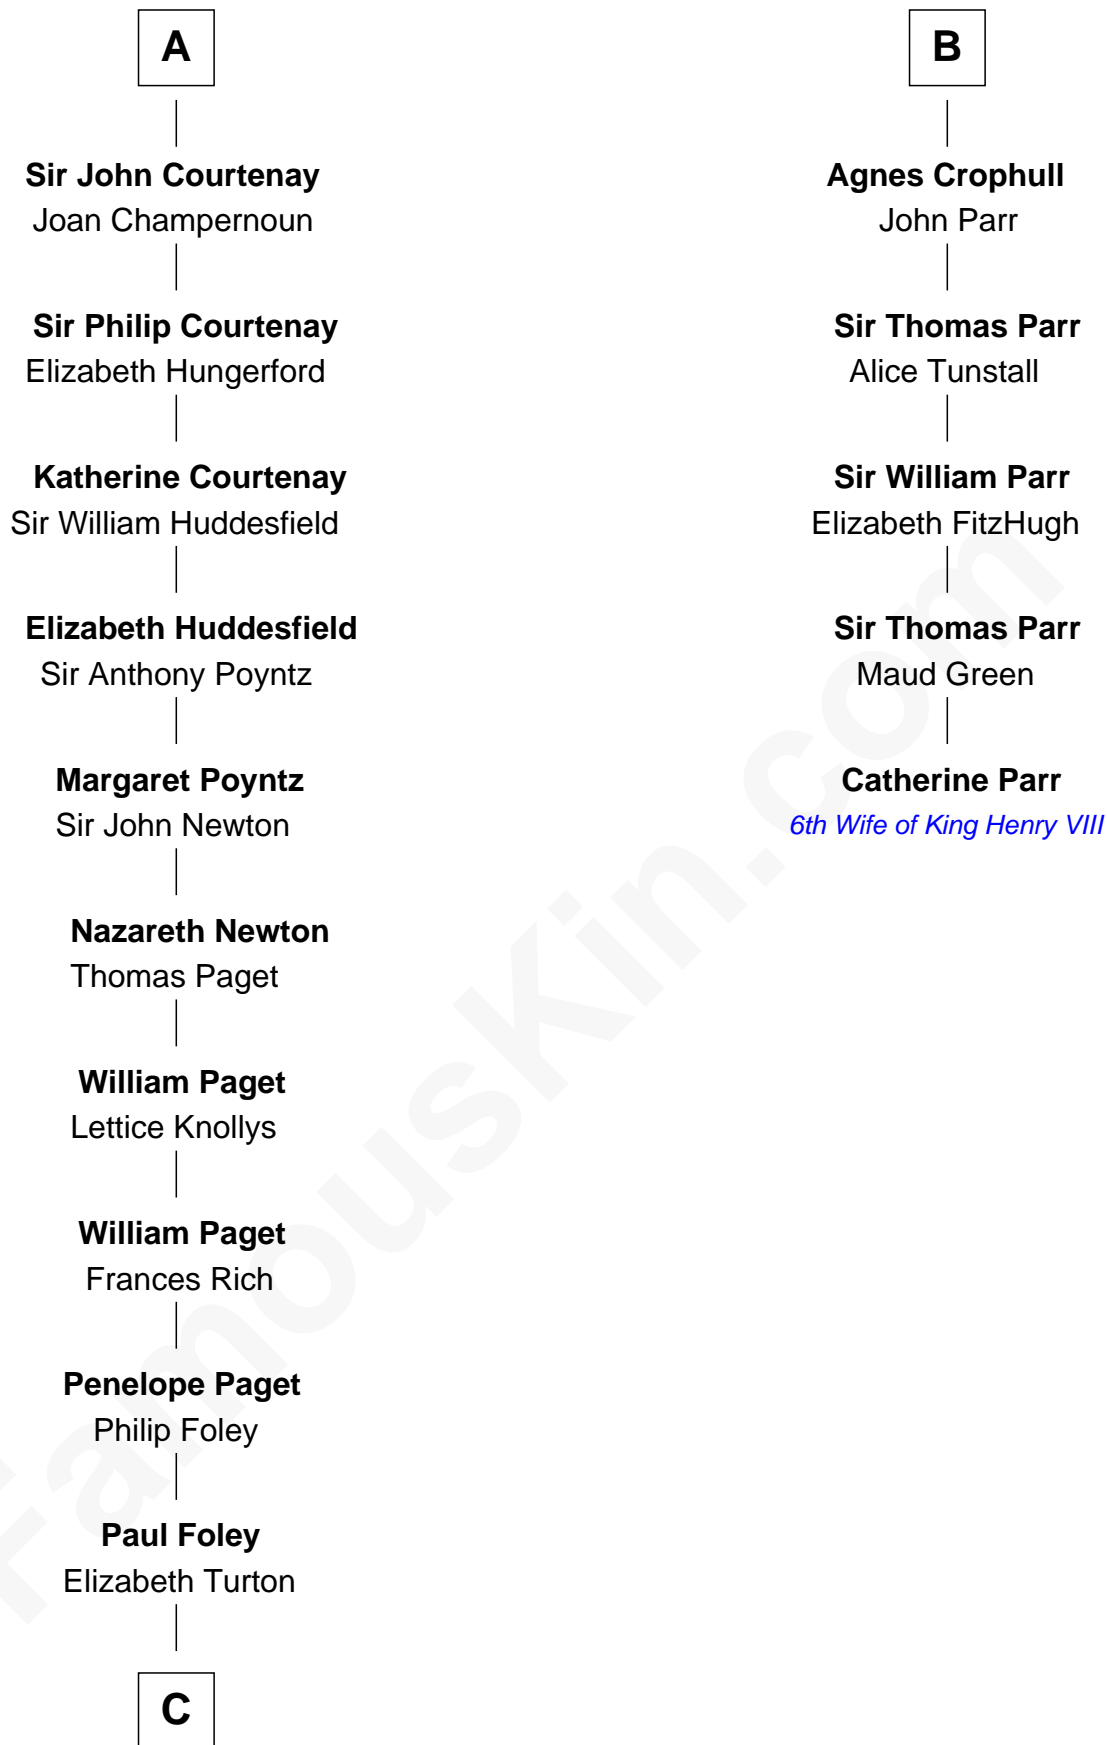 A
Sir John Courtenay
Joan Champernoun
Sir Philip Courtenay
Elizabeth Hungerford
Katherine Courtenay
Sir William Huddesfield
Elizabeth Huddesfield
Sir Anthony Poyntz
Margaret Poyntz
Sir John Newton
Nazareth Newton
Thomas Paget
William Paget
Lettice Knollys
William Paget
Frances Rich
Penelope Paget
Philip Foley
Paul Foley
Elizabeth Turton
C
B
Agnes Crophull
John Parr
Sir Thomas Parr
Alice Tunstall
Sir William Parr
Elizabeth FitzHugh
Sir Thomas Parr
Maud Green
Catherine Parr
6th Wife of King Henry VIII
FamousKin.com